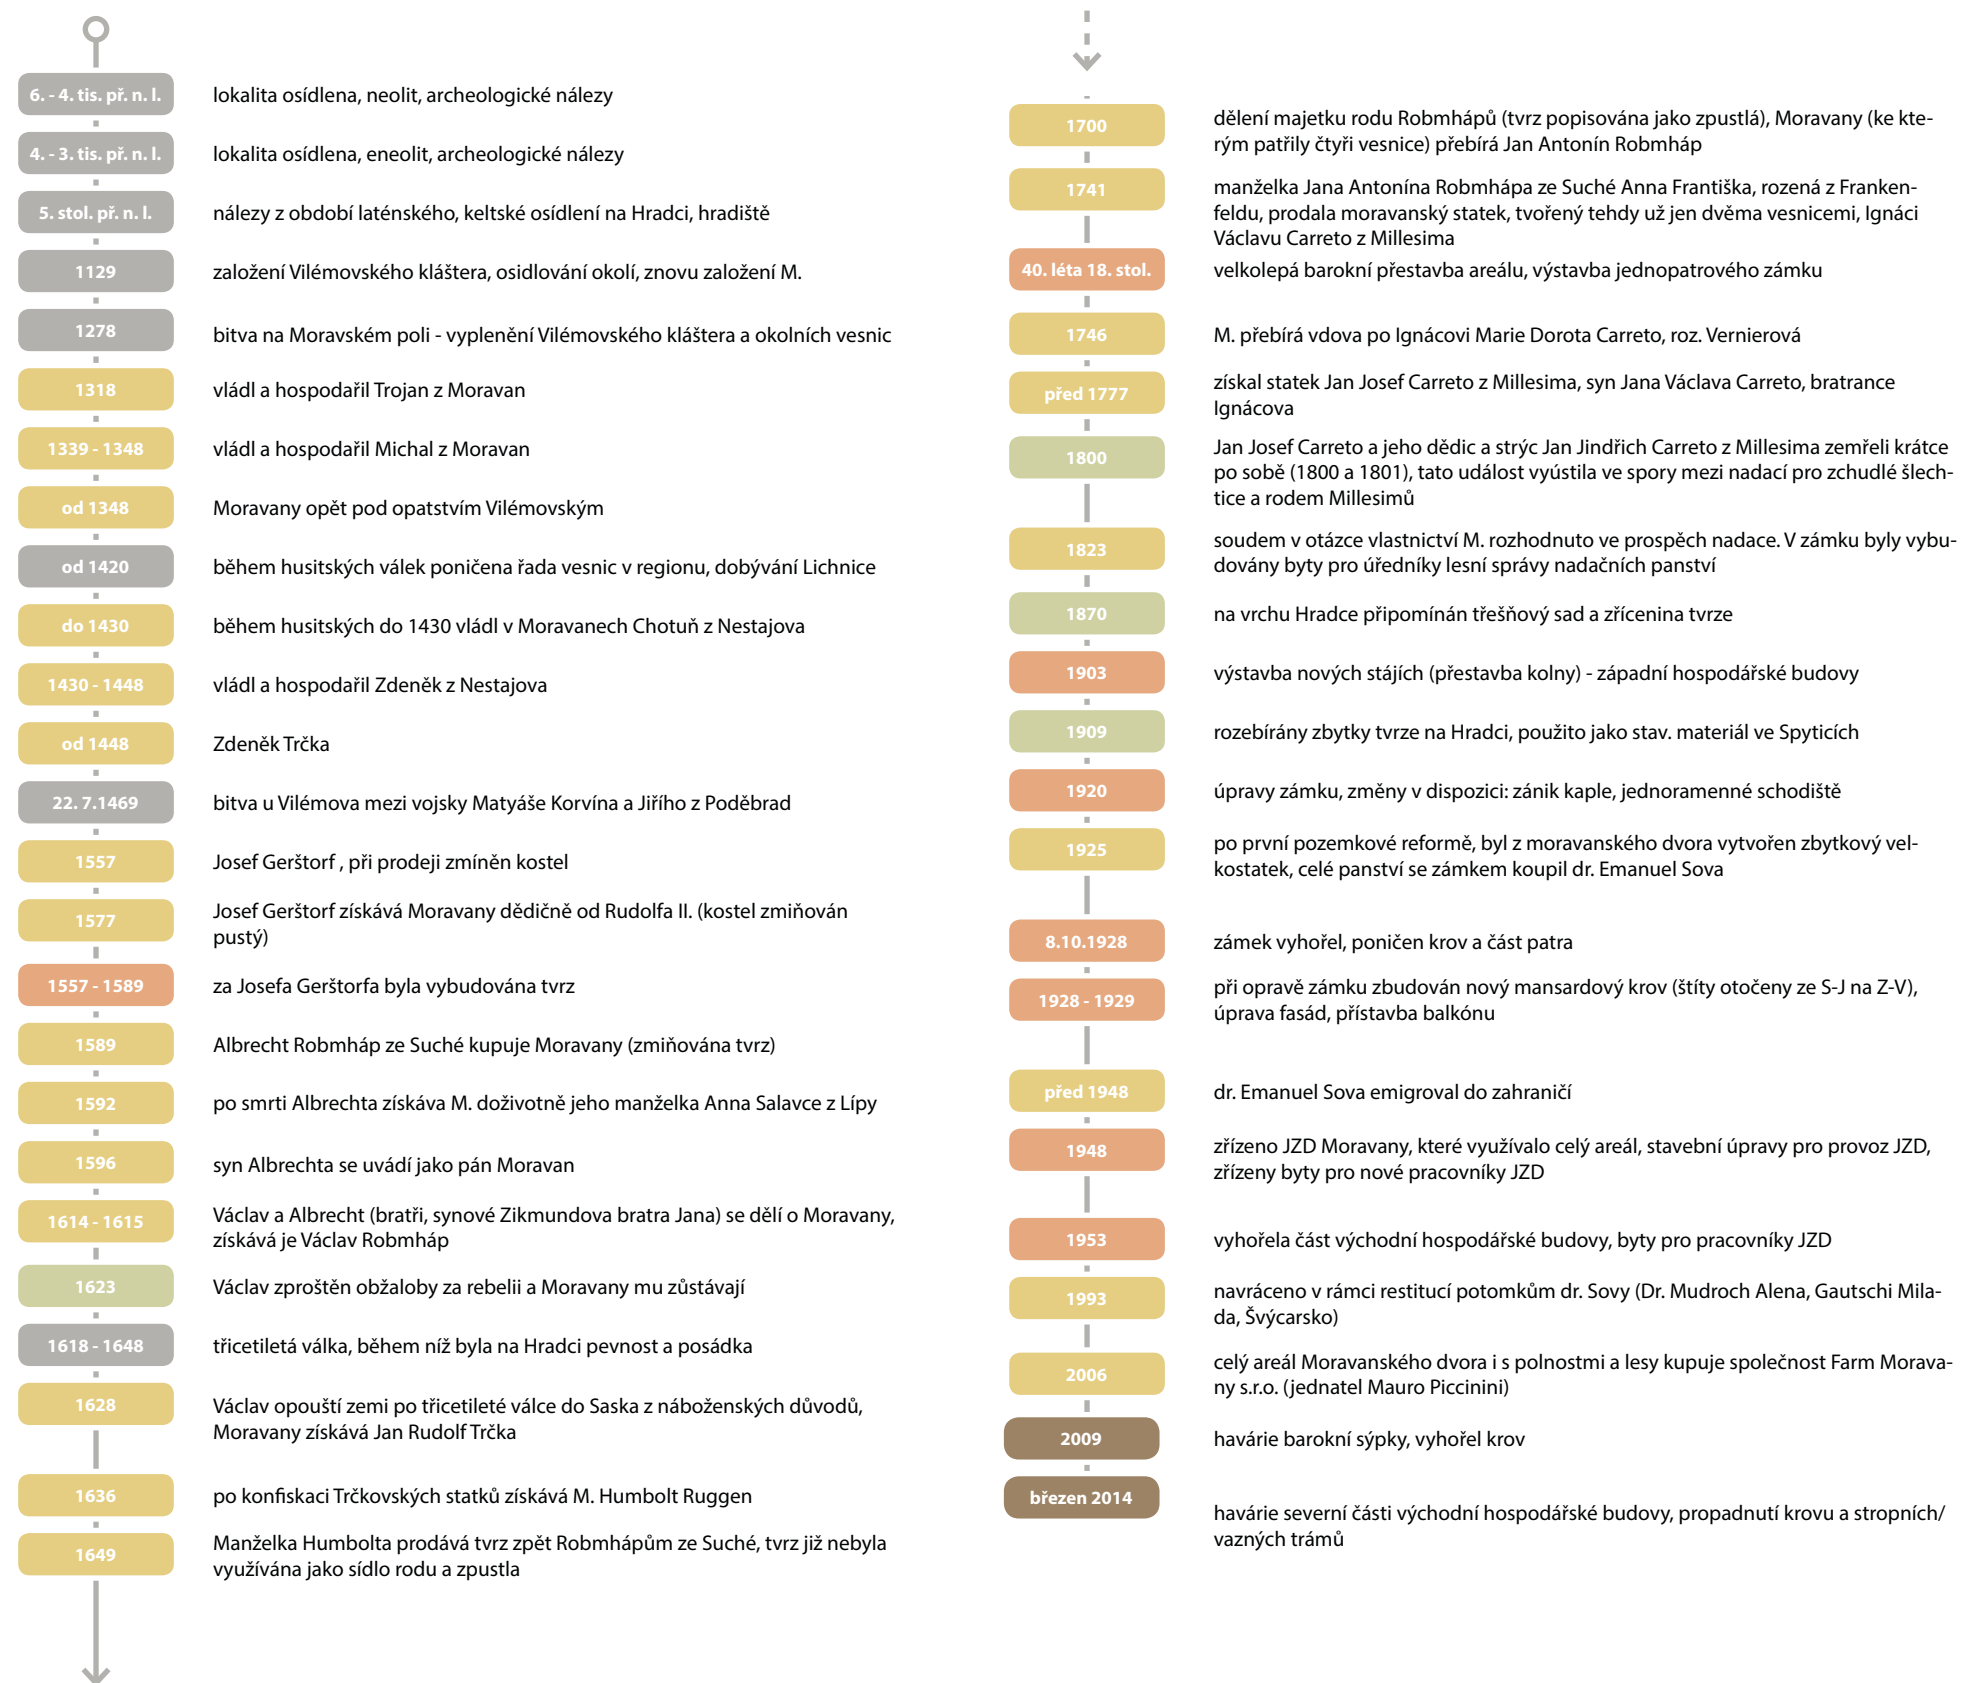 6. - 4. tis. př. n. l.
lokalita osídlena, neolit, archeologické nálezy
4. - 3. tis. př. n. l.
lokalita osídlena, eneolit, archeologické nálezy
5. stol. př. n. l.
nálezy z období laténského, keltské osídlení na Hradci, hradiště
1129
založení Vilémovského kláštera, osidlování okolí, znovu založení M.
1278
bitva na Moravském poli - vyplenění Vilémovského kláštera a okolních vesnic
1318
vládl a hospodařil Trojan z Moravan
1339 - 1348
vládl a hospodařil Michal z Moravan
od 1348
Moravany opět pod opatstvím Vilémovským
od 1420
během husitských válek poničena řada vesnic v regionu, dobývání Lichnice
do 1430
během husitských do 1430 vládl v Moravanech Chotuň z Nestajova
1430 - 1448
vládl a hospodařil Zdeněk z Nestajova
od 1448
Zdeněk Trčka
22. 7.1469
bitva u Vilémova mezi vojsky Matyáše Korvína a Jiřího z Poděbrad
1557
Josef Gerštorf , při prodeji zmíněn kostel
1577
Josef Gerštorf získává Moravany dědičně od Rudolfa II. (kostel zmiňován
pustý)
1557 - 1589
za Josefa Gerštorfa byla vybudována tvrz
1589
Albrecht Robmháp ze Suché kupuje Moravany (zmiňována tvrz)
1592
po smrti Albrechta získáva M. doživotně jeho manželka Anna Salavce z Lípy
1596
syn Albrechta se uvádí jako pán Moravan
1614 - 1615
Václav a Albrecht (bratři, synové Zikmundova bratra Jana) se dělí o Moravany,
získává je Václav Robmháp
1623
Václav zproštěn obžaloby za rebelii a Moravany mu zůstávají
1618 - 1648
třicetiletá válka, během níž byla na Hradci pevnost a posádka
1628
Václav opouští zemi po třicetileté válce do Saska z náboženských důvodů,
Moravany získává Jan Rudolf Trčka
1636
po konfiskaci Trčkovských statků získává M. Humbolt Ruggen
1649
Manželka Humbolta prodává tvrz zpět Robmhápům ze Suché, tvrz již nebyla
využívána jako sídlo rodu a zpustla
1700
dělení majetku rodu Robmhápů (tvrz popisována jako zpustlá), Moravany (ke kte-
rým patřily čtyři vesnice) přebírá Jan Antonín Robmháp
1741
manželka Jana Antonína Robmhápa ze Suché Anna Františka, rozená z Franken-
feldu, prodala moravanský statek, tvořený tehdy už jen dvěma vesnicemi, Ignáci
Václavu Carreto z Millesima
40. léta 18. stol.
velkolepá barokní přestavba areálu, výstavba jednopatrového zámku
1746
M. přebírá vdova po Ignácovi Marie Dorota Carreto, roz. Vernierová
před 1777
získal statek Jan Josef Carreto z Millesima, syn Jana Václava Carreto, bratrance
Ignácova
1800
Jan Josef Carreto a jeho dědic a strýc Jan Jindřich Carreto z Millesima zemřeli krátce
po sobě (1800 a 1801), tato událost vyústila ve spory mezi nadací pro zchudlé šlech-
tice a rodem Millesimů
1823
soudem v otázce vlastnictví M. rozhodnuto ve prospěch nadace. V zámku byly vybu-
dovány byty pro úředníky lesní správy nadačních panství
1870
na vrchu Hradce připomínán třešňový sad a zřícenina tvrze
1903
výstavba nových stájích (přestavba kolny) - západní hospodářské budovy
1909
rozebírány zbytky tvrze na Hradci, použito jako stav. materiál ve Spyticích
1920
úpravy zámku, změny v dispozici: zánik kaple, jednoramenné schodiště
1925
po první pozemkové reformě, byl z moravanského dvora vytvořen zbytkový vel-
kostatek, celé panství se zámkem koupil dr. Emanuel Sova
8.10.1928
zámek vyhořel, poničen krov a část patra
1928 - 1929
při opravě zámku zbudován nový mansardový krov (štíty otočeny ze S-J na Z-V),
úprava fasád, přístavba balkónu
před 1948
dr. Emanuel Sova emigroval do zahraničí
1948
zřízeno JZD Moravany, které využívalo celý areál, stavební úpravy pro provoz JZD,
zřízeny byty pro nové pracovníky JZD
1953
vyhořela část východní hospodářské budovy, byty pro pracovníky JZD
1993
navráceno v rámci restitucí potomkům dr. Sovy (Dr. Mudroch Alena, Gautschi Mila-
da, Švýcarsko)
2006
celý areál Moravanského dvora i s polnostmi a lesy kupuje společnost Farm Morava-
ny s.r.o. (jednatel Mauro Piccinini)
2009
havárie barokní sýpky, vyhořel krov
březen 2014
havárie severní části východní hospodářské budovy, propadnutí krovu a stropních/
vazných trámů